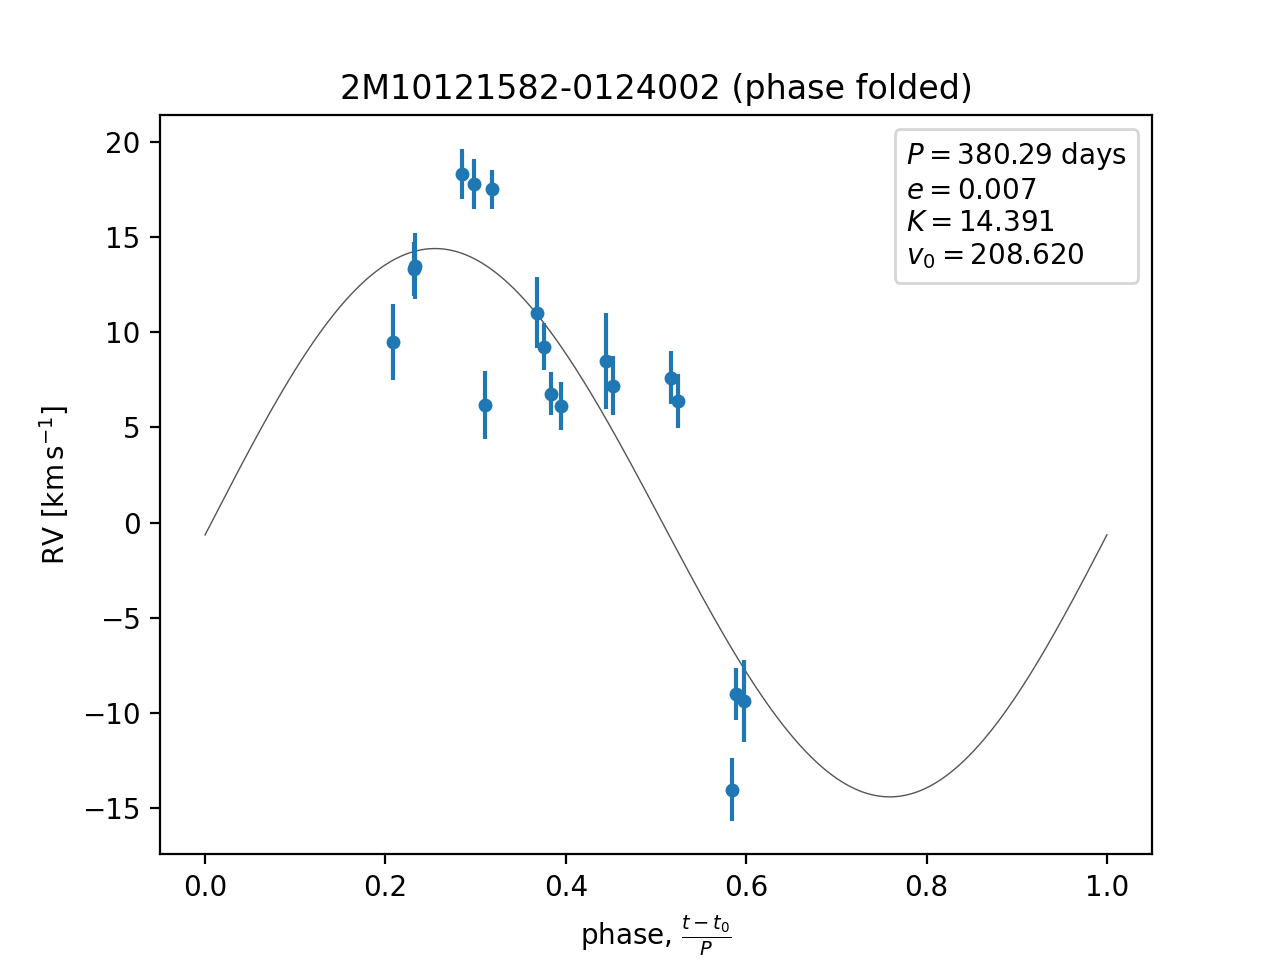 2M10121582-0124002 (phase folded)
P = 380.29 days
e = 0.007
K = 14.391
v₀ = 208.620
20
15
10
5
0
−5
−10
−15
RV [km s⁻¹]
0.0 0.2 0.4 0.6 0.8 1.0
phase, (t − t₀)/P